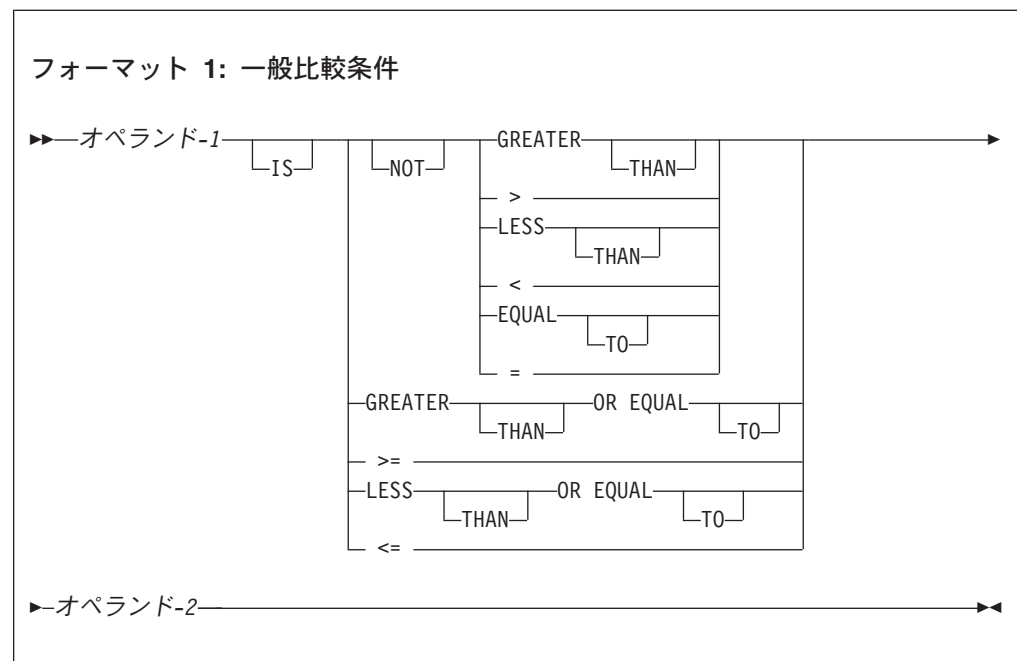 フォーマット 1: 一般比較条件
オペランド-1 GREATER
IS NOT THAN
>
LESS
THAN
<
EQUAL
TO
=
GREATER OR EQUAL
THAN TO
>=
LESS OR EQUAL
THAN TO
<=
オペランド-2